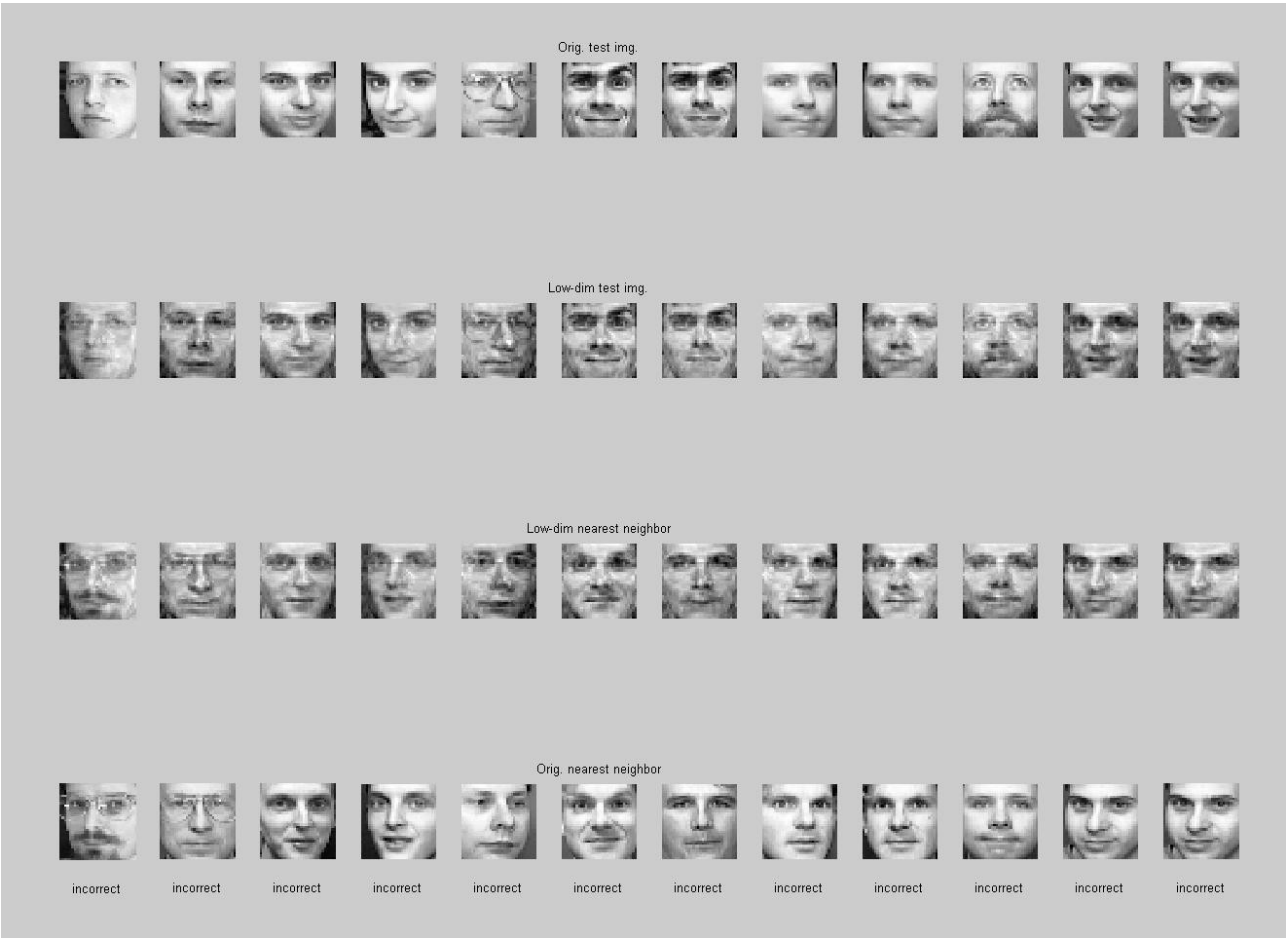 Orig. test img.
Low-dim test img.
Low-dim nearest neighbor
Orig. nearest neighbor
incorrect incorrect incorrect incorrect incorrect incorrect incorrect incorrect incorrect incorrect incorrect incorrect